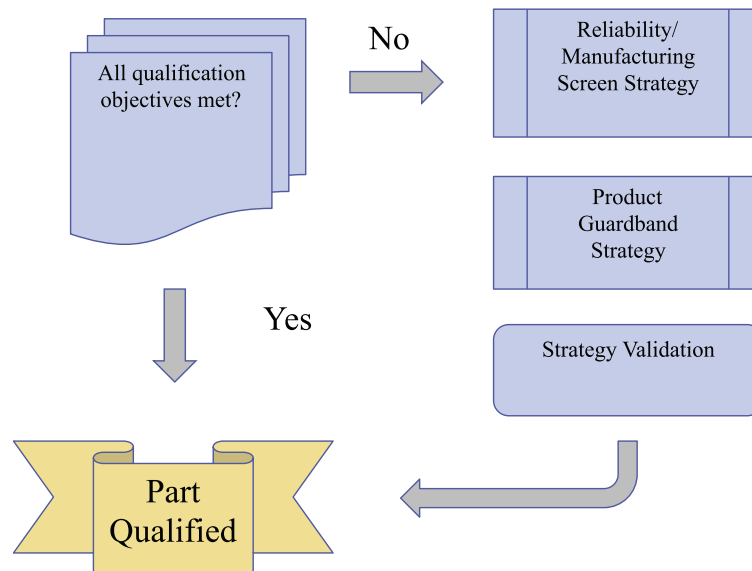 All qualification
objectives met?
No
Reliability/
Manufacturing
Screen Strategy
Product
Guardband
Strategy
Yes
Strategy Validation
Part
Qualified